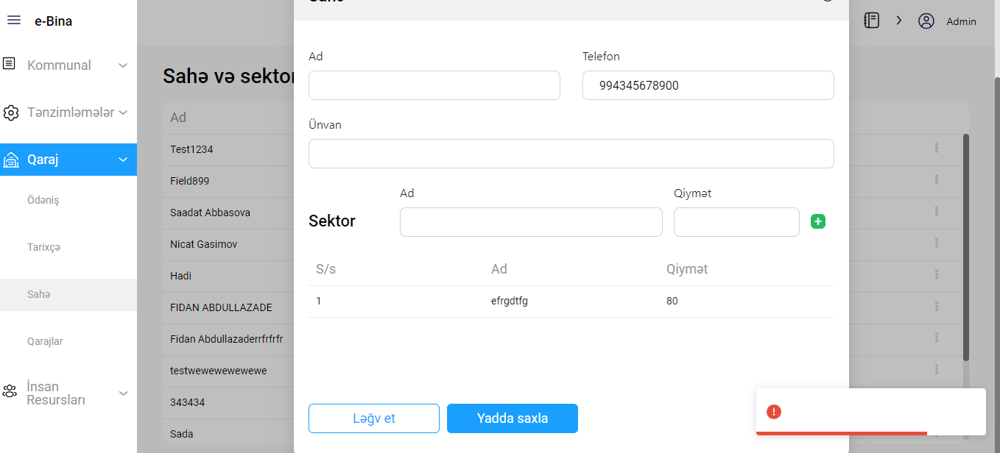 e-Bina
Admin
Kommunal
Tənzimləmələr
Qaraj
Ödəniş
Tarixçə
Sahə
Qarajlar
İnsan
Resursları
Sahə və sektor
Ad
Test1234
Field899
Saadat Abbasova
Nicat Gasimov
Hadi
FIDAN ABDULLAZADE
Fidan Abdullazaderrfrfrfr
testwewewewewewe
343434
Sada
Ad
Telefon
994345678900
Ünvan
Ad
Qiymət
Sektor
S/s Ad Qiymət
1 efrgdtfg 80
Ləğv et
Yadda saxla